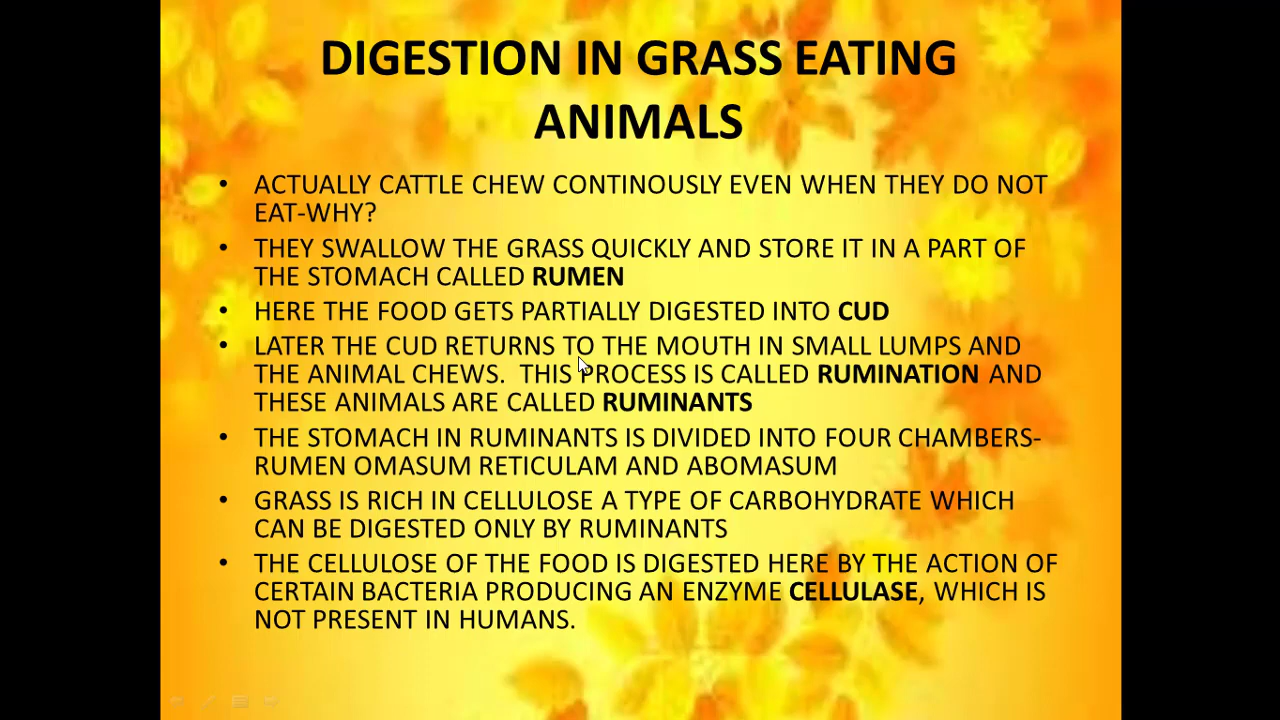 DIGESTION IN GRASS EATING
ANIMALS
• ACTUALLY CATTLE CHEW CONTINOUSLY EVEN WHEN THEY DO NOT
EAT-WHY?
• THEY SWALLOW THE GRASS QUICKLY AND STORE IT IN A PART OF
THE STOMACH CALLED RUMEN
• HERE THE FOOD GETS PARTIALLY DIGESTED INTO CUD
• LATER THE CUD RETURNS TO THE MOUTH IN SMALL LUMPS AND
THE ANIMAL CHEWS.  THIS PROCESS IS CALLED RUMINATION AND
THESE ANIMALS ARE CALLED RUMINANTS
• THE STOMACH IN RUMINANTS IS DIVIDED INTO FOUR CHAMBERS-
RUMEN OMASUM RETICULAM AND ABOMASUM
• GRASS IS RICH IN CELLULOSE A TYPE OF CARBOHYDRATE WHICH
CAN BE DIGESTED ONLY BY RUMINANTS
• THE CELLULOSE OF THE FOOD IS DIGESTED HERE BY THE ACTION OF
CERTAIN BACTERIA PRODUCING AN ENZYME CELLULASE, WHICH IS
NOT PRESENT IN HUMANS.